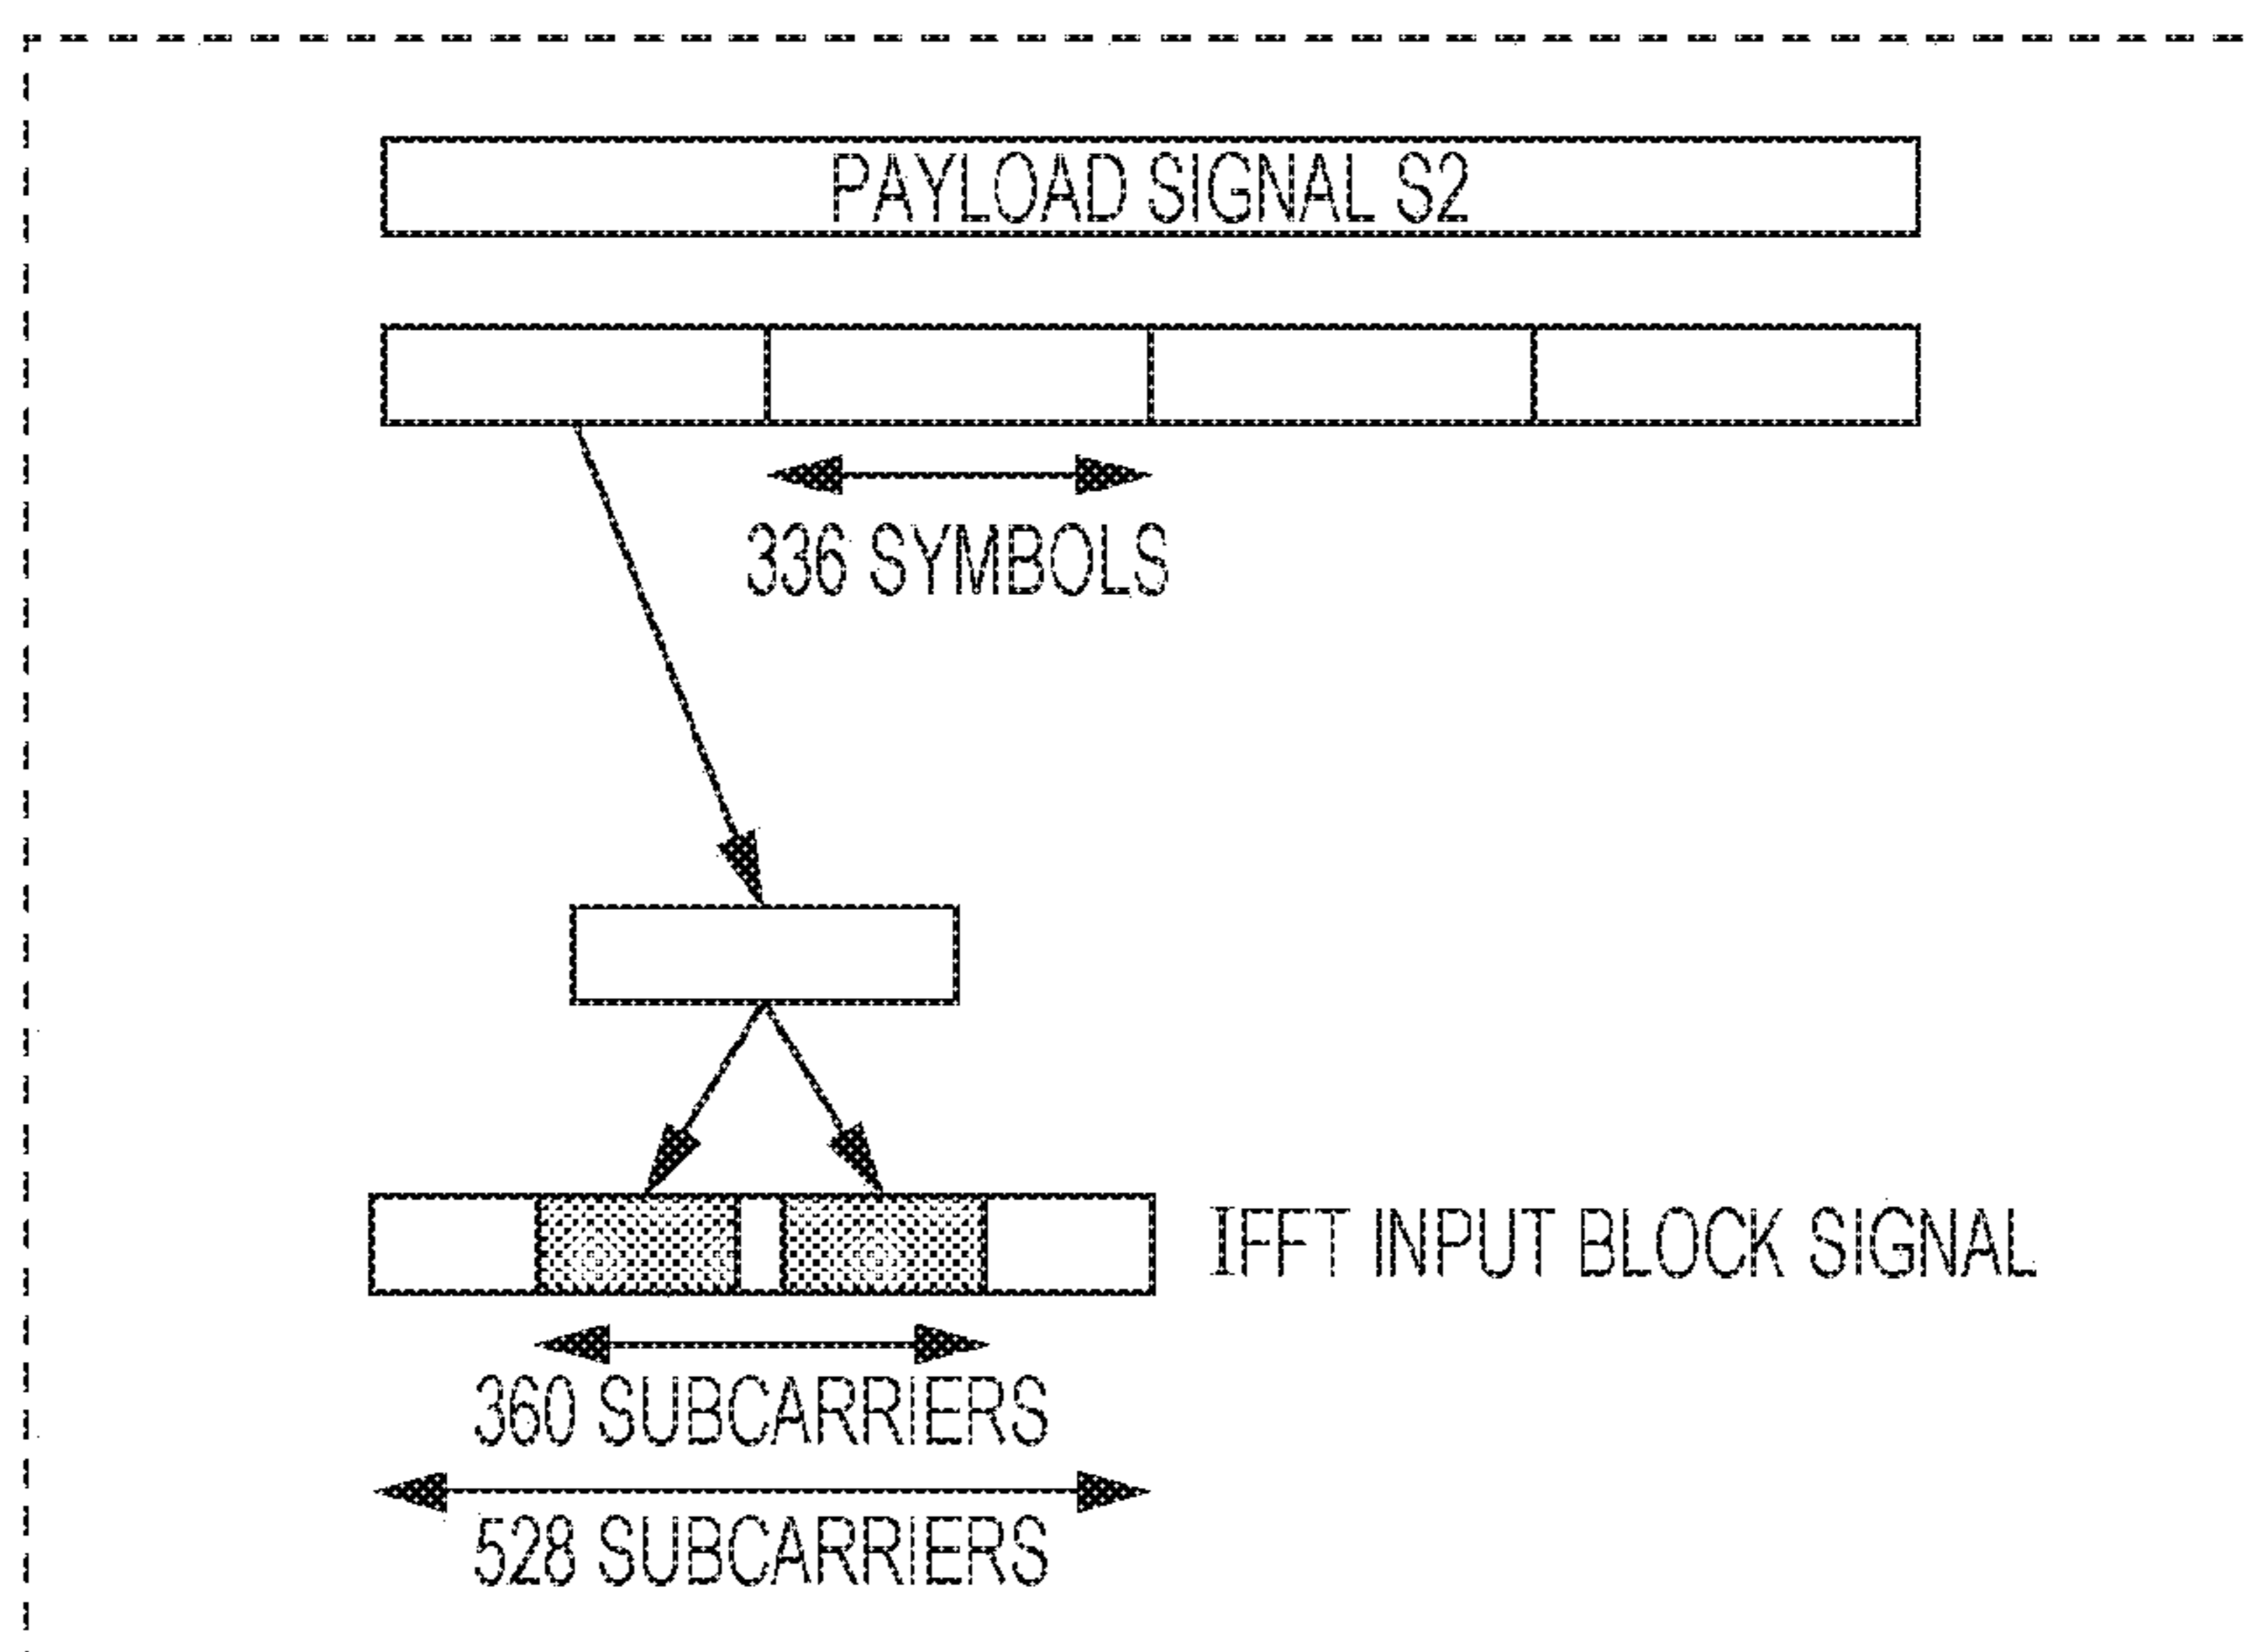 PAYLOAD SIGNAL S2
336 SYMBOLS
IFFT INPUT BLOCK SIGNAL
360 SUBCARRIERS
528 SUBCARRIERS